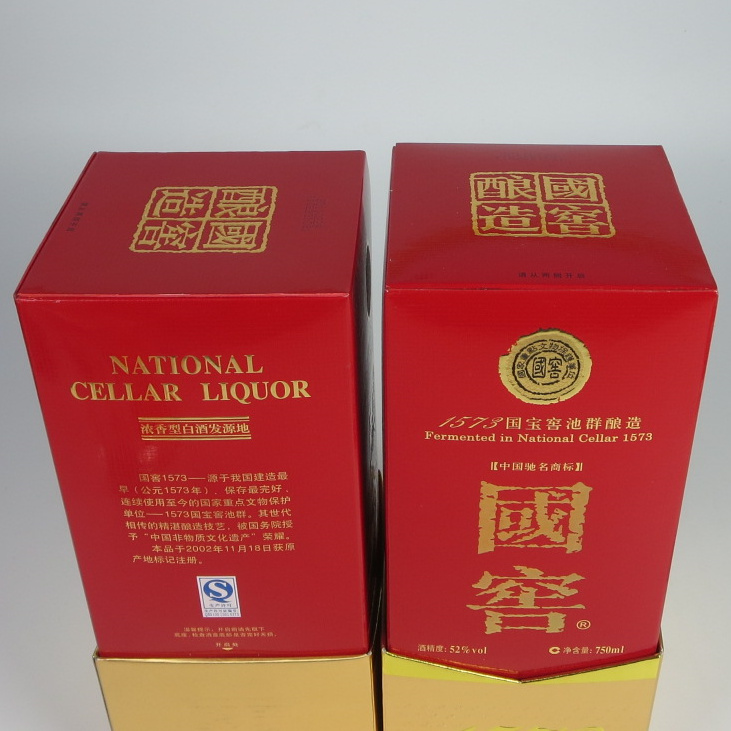 國窖
釀造
NATIONAL
CELLAR LIQUOR
浓香型白酒发源地
国窖1573——源于我国建造最
早（公元1573年），保存最完好，
连续使用至今的国家重点文物保护
单位——1573国宝窖池群。其世代
相传的精湛酿造技艺，被国务院授
予“中国非物质文化遗产”荣耀。
本品于2002年11月18日获原
产地标记注册。
國窖
釀造
國窖
1573国宝窖池群酿造
Fermented in National Cellar 1573
【中国驰名商标】
國
窖®
酒精度: 52%vol
净含量: 750ml